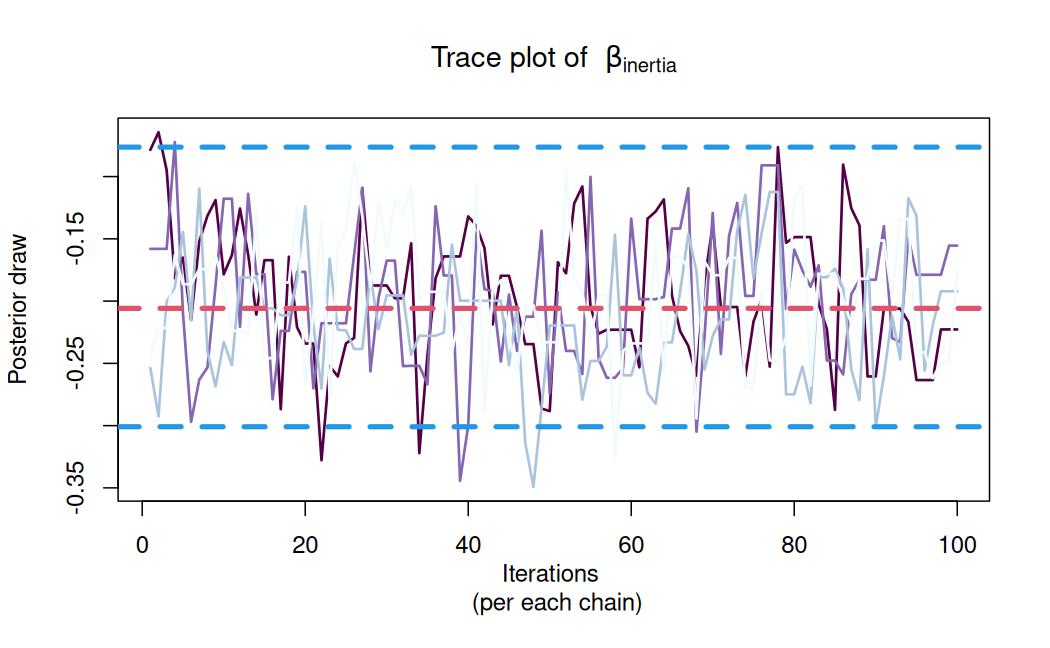 Trace plot of βinertia
Posterior draw
-0.15
-0.25
-0.35
0 20 40 60 80 100
Iterations
(per each chain)